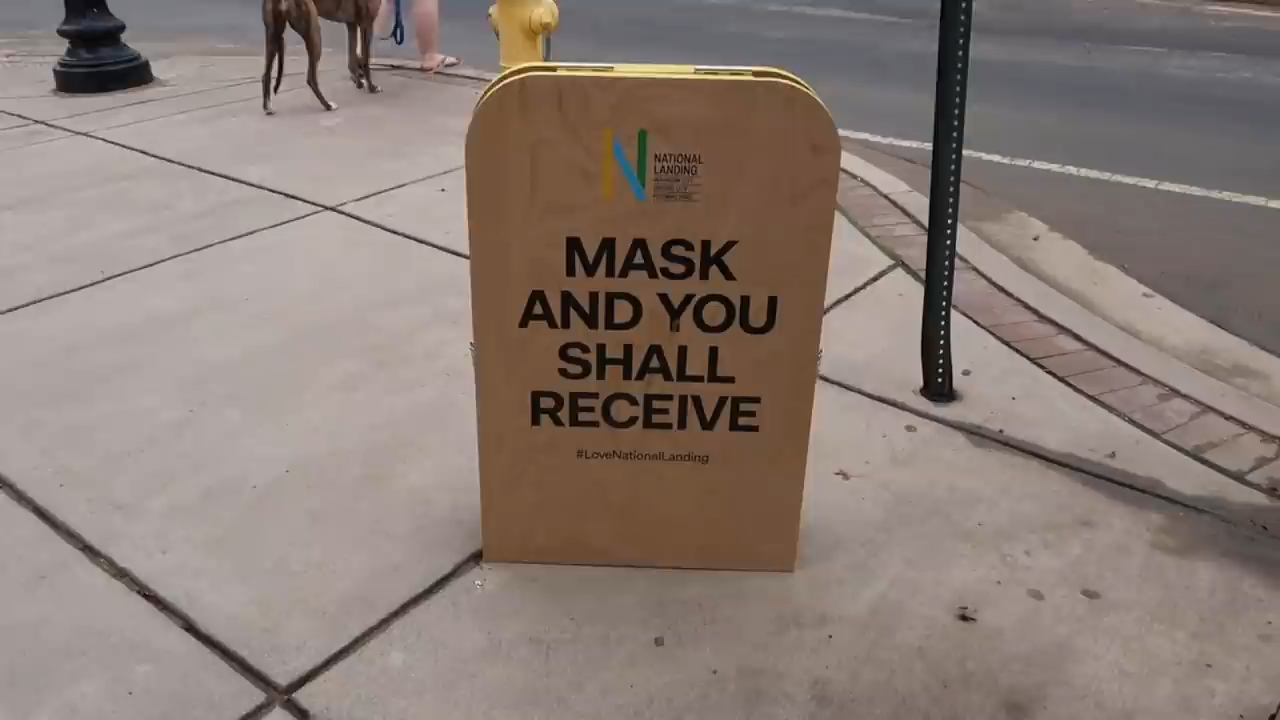 NATIONAL
LANDING
MASK
AND YOU
SHALL
RECEIVE
#LoveNationalLanding